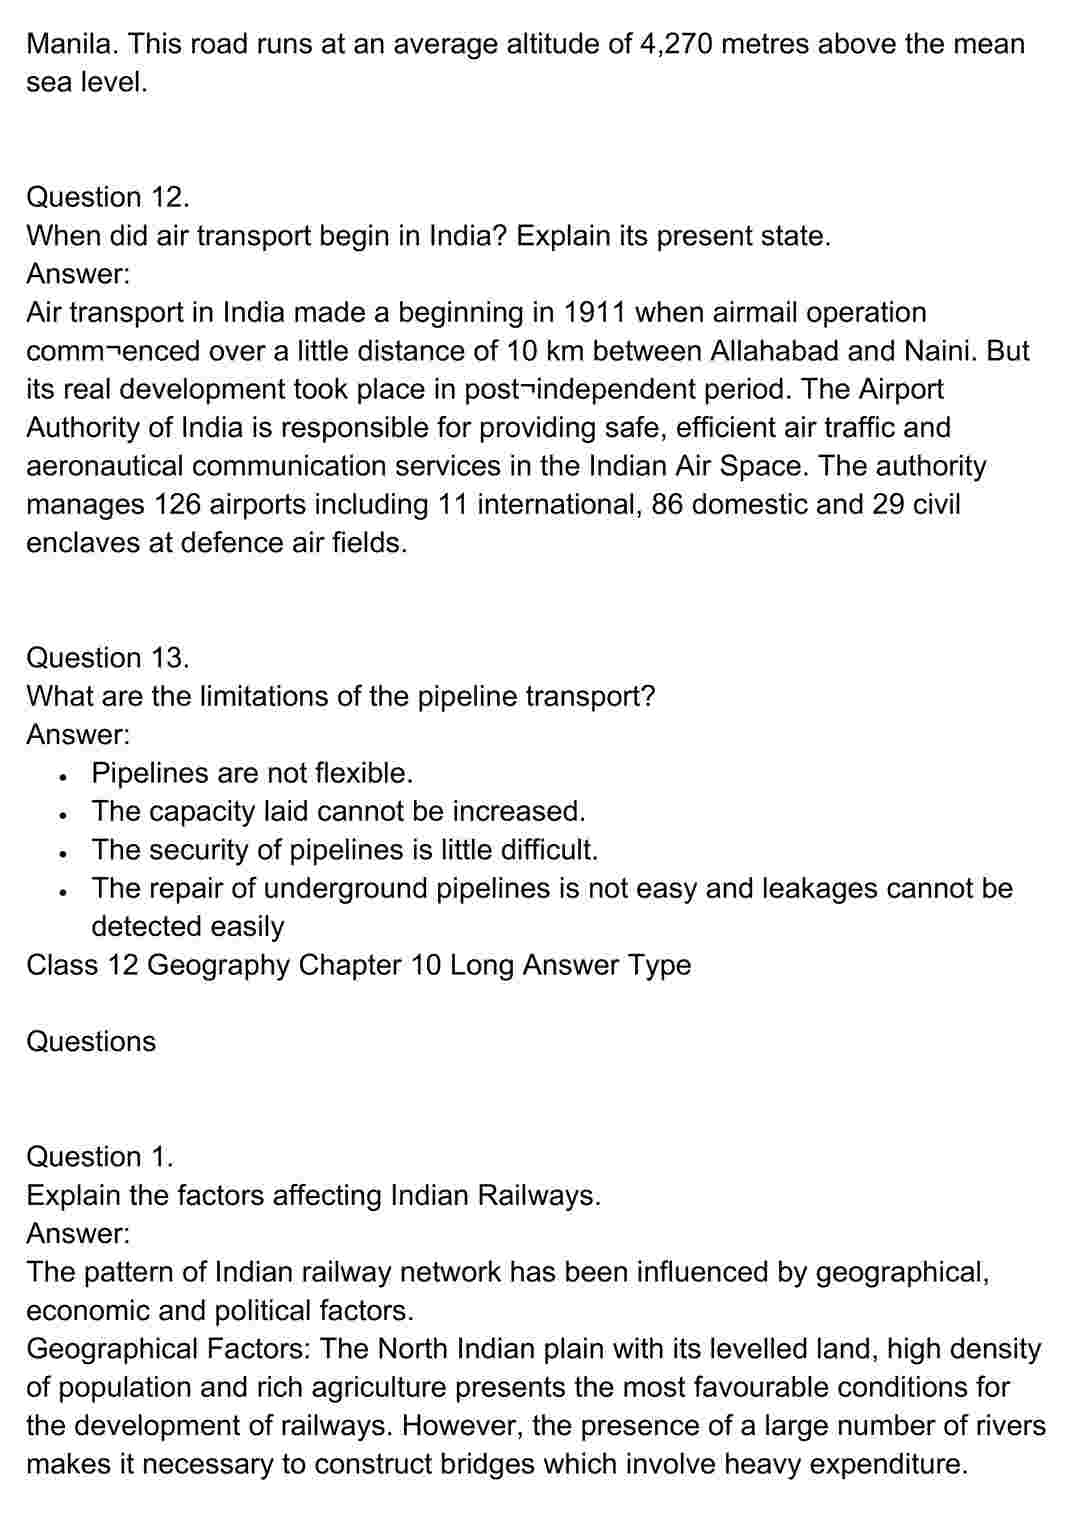 Manila. This road runs at an average altitude of 4,270 metres above the mean
sea level.
Question 12.
When did air transport begin in India? Explain its present state.
Answer:
Air transport in India made a beginning in 1911 when airmail operation
comm¬enced over a little distance of 10 km between Allahabad and Naini. But
its real development took place in post¬independent period. The Airport
Authority of India is responsible for providing safe, efficient air traffic and
aeronautical communication services in the Indian Air Space. The authority
manages 126 airports including 11 international, 86 domestic and 29 civil
enclaves at defence air fields.
Question 13.
What are the limitations of the pipeline transport?
Answer:
• Pipelines are not flexible.
• The capacity laid cannot be increased.
• The security of pipelines is little difficult.
• The repair of underground pipelines is not easy and leakages cannot be
detected easily
Class 12 Geography Chapter 10 Long Answer Type
Questions
Question 1.
Explain the factors affecting Indian Railways.
Answer:
The pattern of Indian railway network has been influenced by geographical,
economic and political factors.
Geographical Factors: The North Indian plain with its levelled land, high density
of population and rich agriculture presents the most favourable conditions for
the development of railways. However, the presence of a large number of rivers
makes it necessary to construct bridges which involve heavy expenditure.